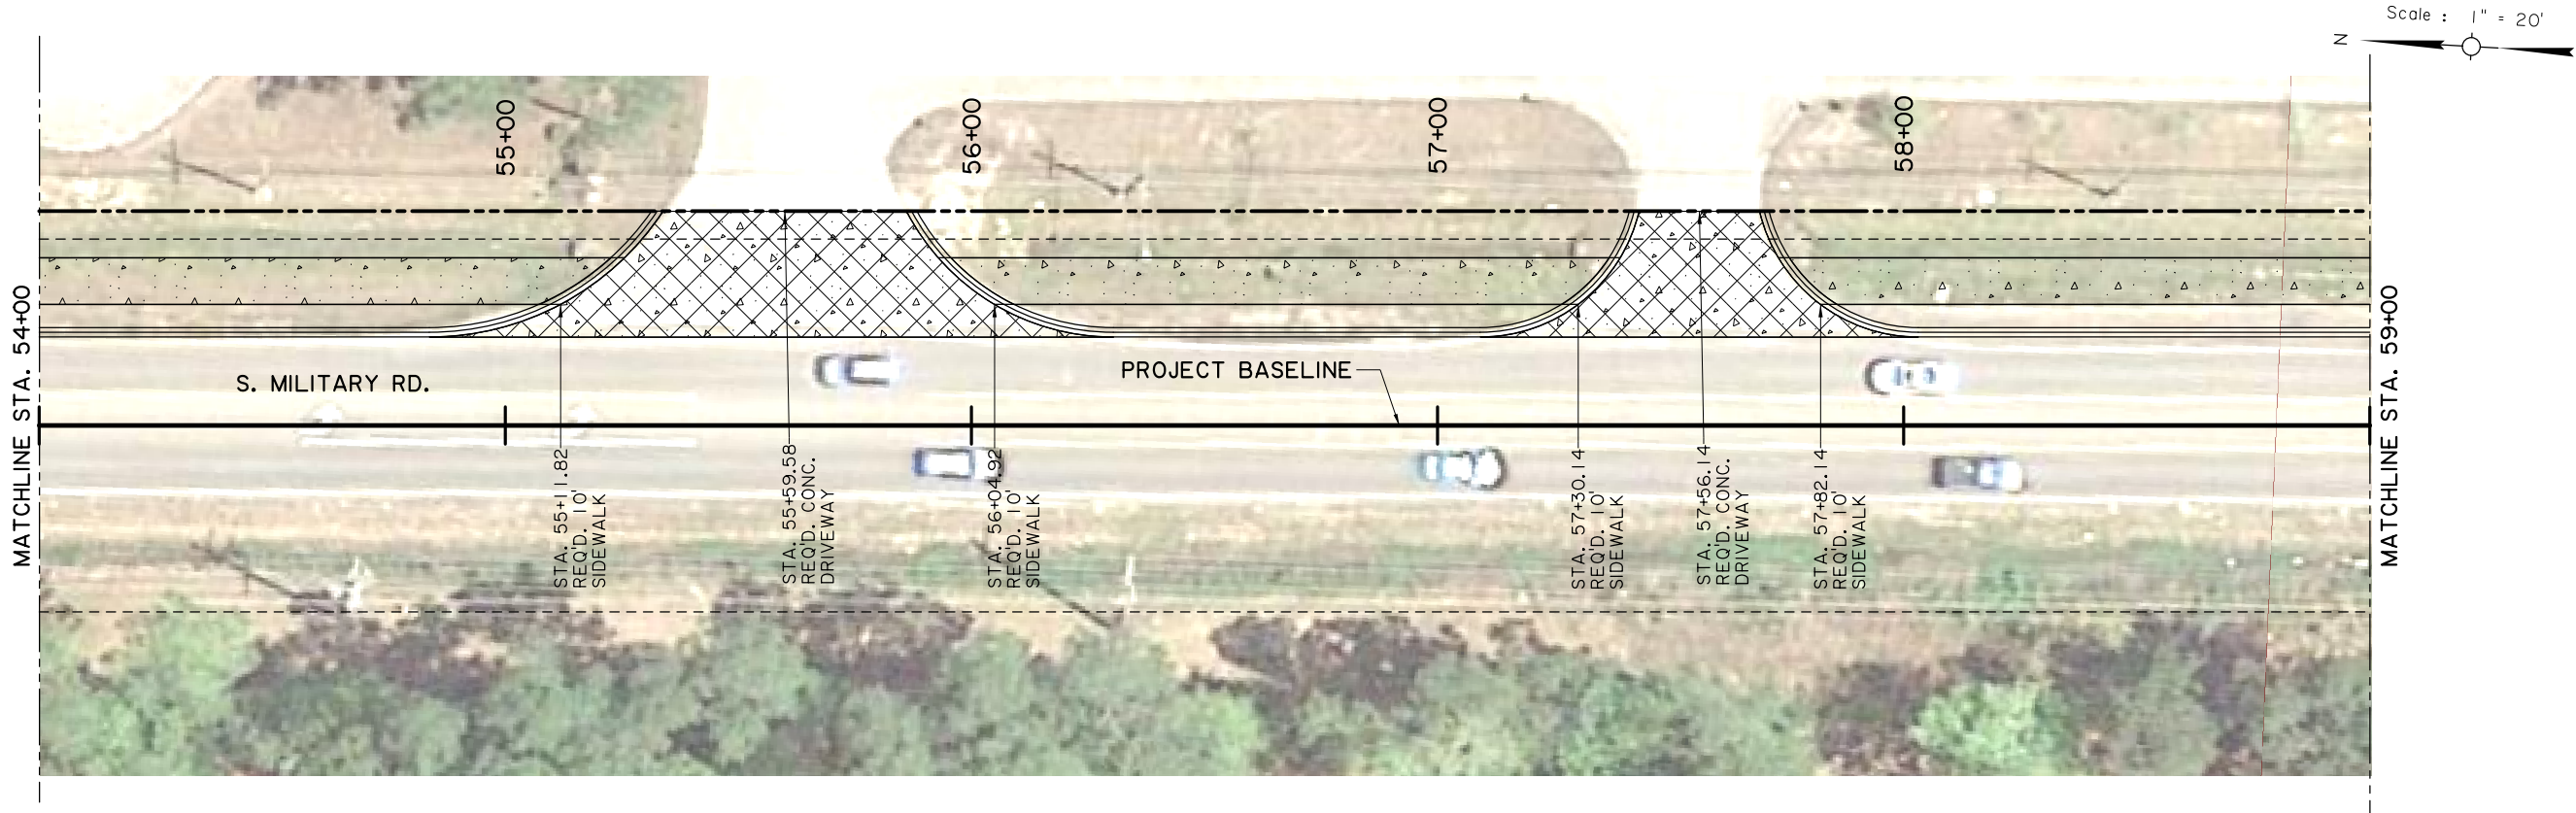 Scale : 1" = 20'
N
55+00
56+00
57+00
58+00
MATCHLINE STA. 54+00
MATCHLINE STA. 59+00
S. MILITARY RD.
PROJECT BASELINE
STA. 55+11.82
REQ'D. 10'
SIDEWALK
STA. 55+59.58
REQ'D. CONC.
DRIVEWAY
STA. 56+04.92
REQ'D. 10'
SIDEWALK
STA. 57+30.14
REQ'D. 10'
SIDEWALK
STA. 57+56.14
REQ'D. CONC.
DRIVEWAY
STA. 57+82.14
REQ'D. 10'
SIDEWALK